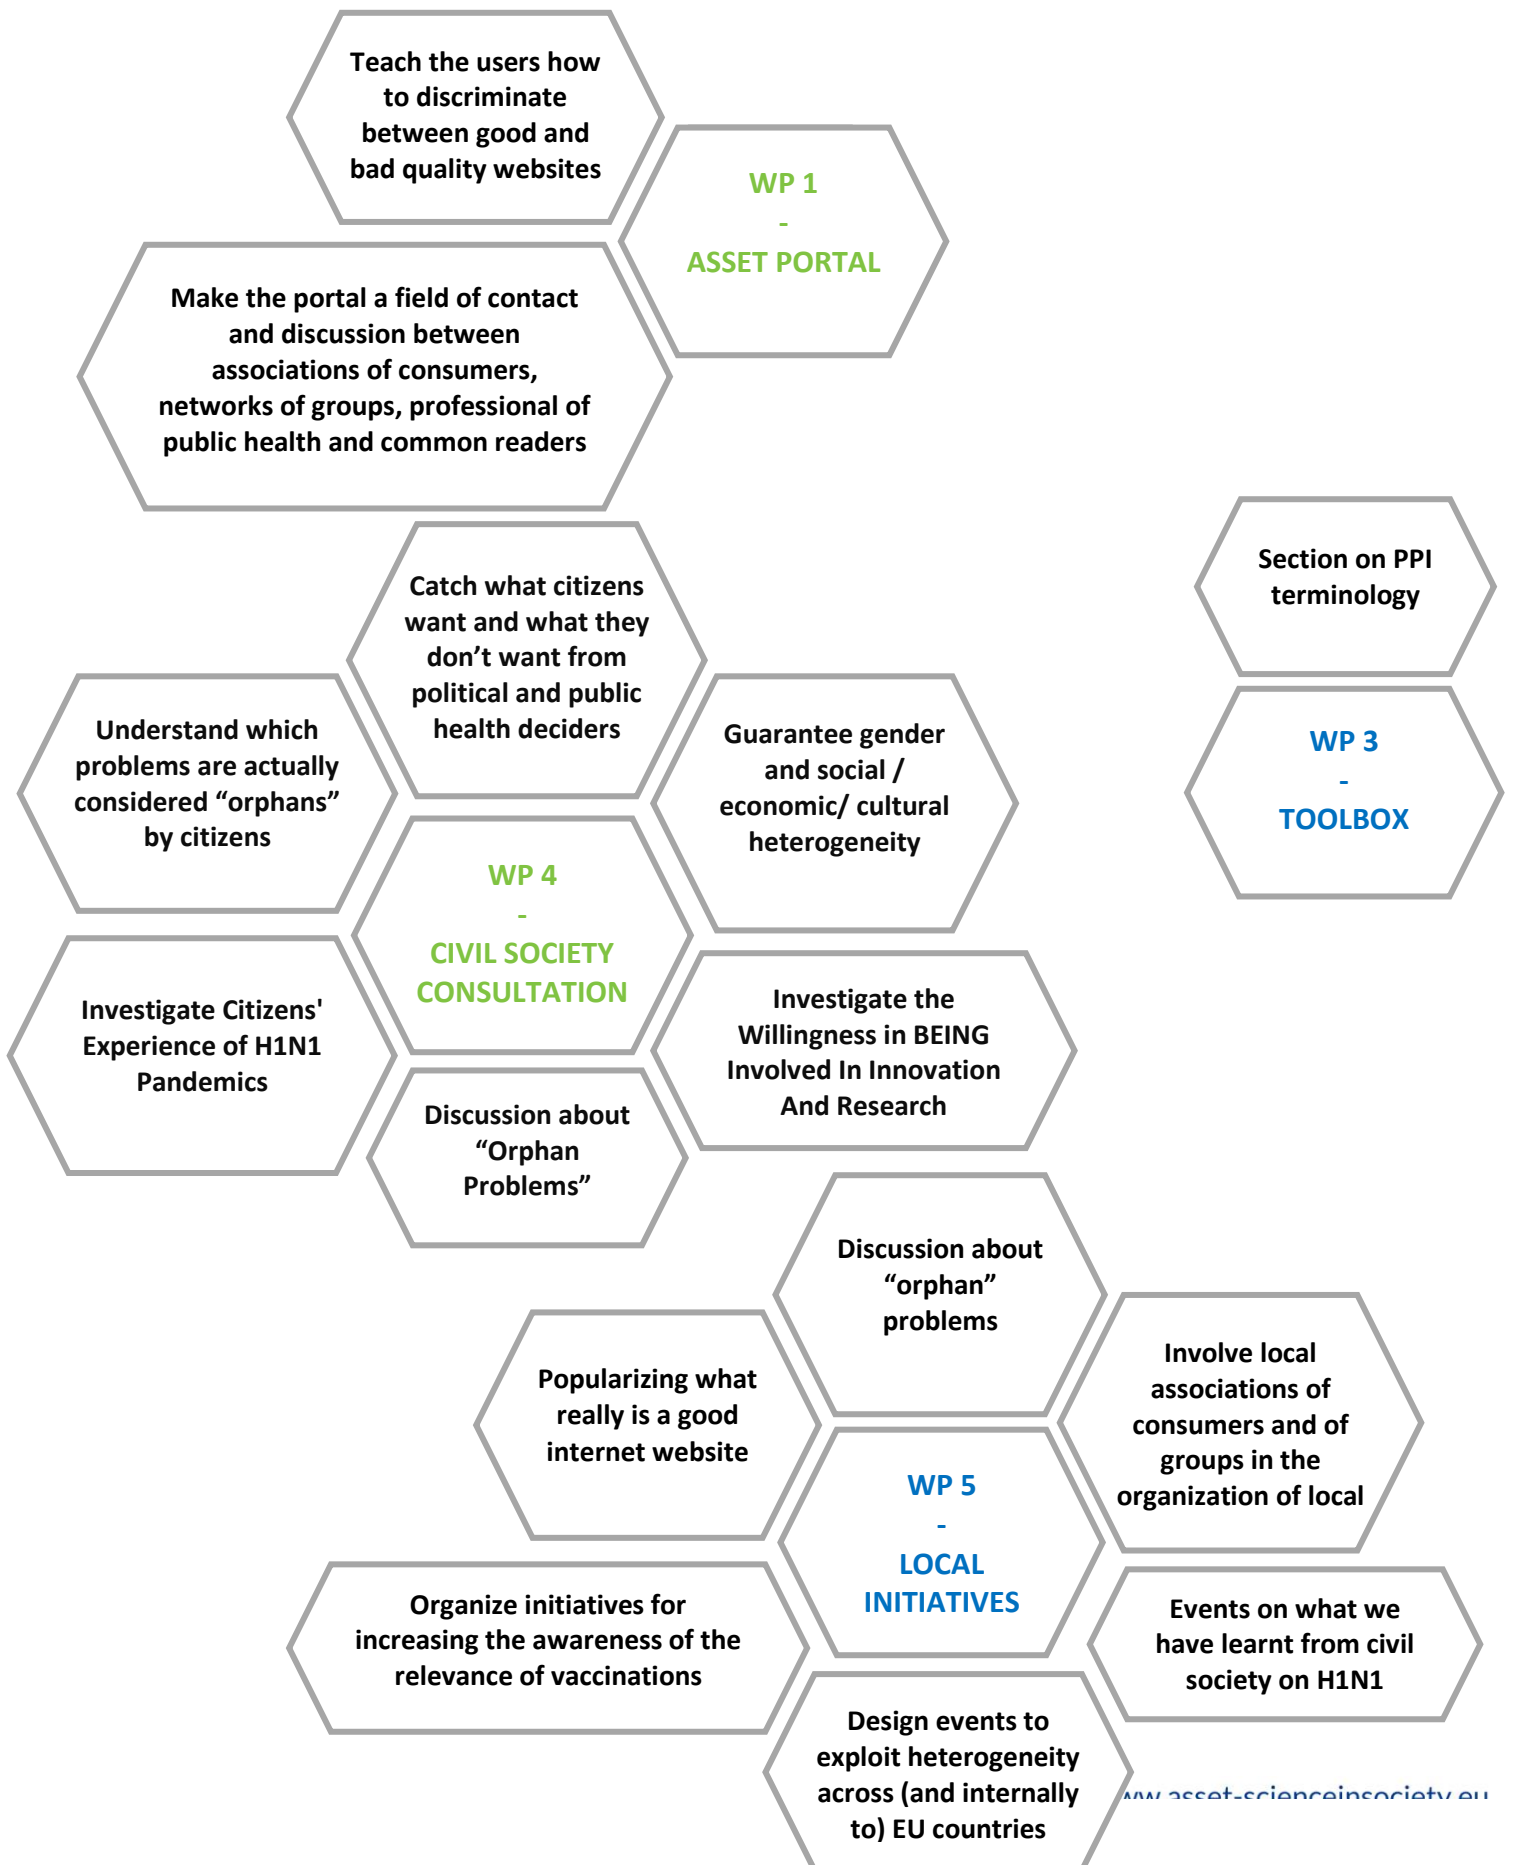 Teach the users how
to discriminate
between good and
bad quality websites
WP 1
-
ASSET PORTAL
Make the portal a field of contact
and discussion between
associations of consumers,
networks of groups, professional of
public health and common readers
Section on PPI
terminology
WP 3
-
TOOLBOX
Catch what citizens
want and what they
don’t want from
political and public
health deciders
Understand which
problems are actually
considered “orphans”
by citizens
Guarantee gender
and social /
economic/ cultural
heterogeneity
WP 4
-
CIVIL SOCIETY
CONSULTATION
Investigate Citizens'
Experience of H1N1
Pandemics
Investigate the
Willingness in BEING
Involved In Innovation
And Research
Discussion about
“Orphan
Problems”
Discussion about
“orphan”
problems
Popularizing what
really is a good
internet website
Involve local
associations of
consumers and of
groups in the
organization of local
WP 5
-
LOCAL
INITIATIVES
Organize initiatives for
increasing the awareness of the
relevance of vaccinations
Events on what we
have learnt from civil
society on H1N1
Design events to
exploit heterogeneity
across (and internally
to) EU countries
ww.asset-scienceinsociety.eu